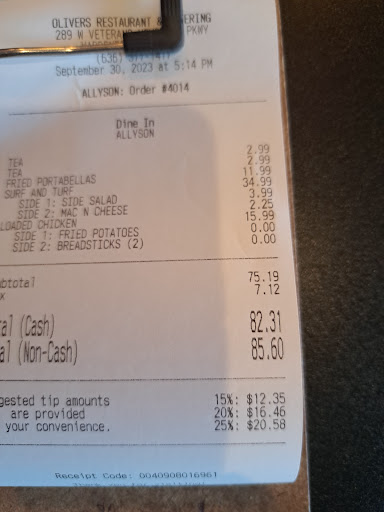 OLIVERS RESTAURANT & ERING
289 W VETERAN PKWY
(636)
September 30, 2023 at 5:14 PM
ALLYSON: Order #4014
Dine In
ALLYSON
TEA 2.99
TEA 2.99
FRIED PORTABELLAS 11.99
SURF AND TURF 34.99
SIDE 1: SIDE SALAD 3.99
SIDE 2: MAC N CHEESE 2.25
LOADED CHICKEN 15.99
SIDE 1: FRIED POTATOES 0.00
SIDE 2: BREADSTICKS (2) 0.00
ubtotal 75.19
x 7.12
al (Cash) 82.31
al (Non-Cash) 85.60
gested tip amounts 15%: $12.35
are provided 20%: $16.46
your convenience. 25%: $20.58
Receipt Code: 0040908016961